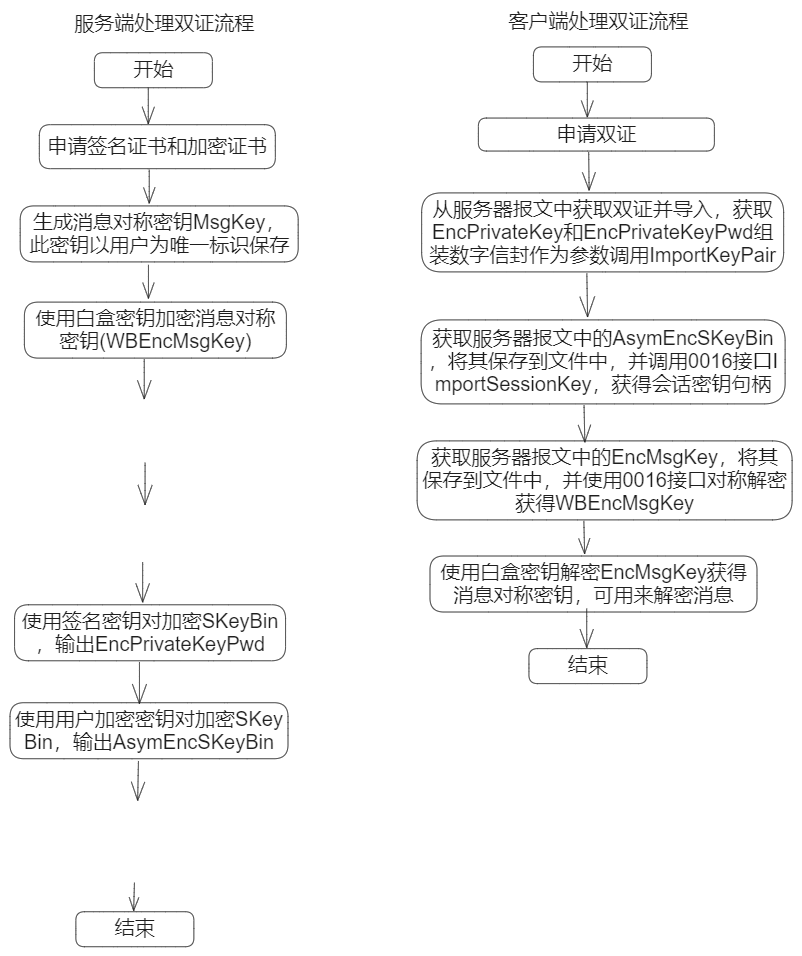 服务端处理双证流程
开始
申请签名证书和加密证书
生成消息对称密钥MsgKey，
此密钥以用户为唯一标识保存
使用白盒密钥加密消息对称
密钥(WBEncMsgKey)
使用签名密钥对加密SKeyBin
，输出EncPrivateKeyPwd
使用用户加密密钥对加密SKey
Bin，输出AsymEncSKeyBin
结束
客户端处理双证流程
开始
申请双证
从服务器报文中获取双证并导入，获取
EncPrivateKey和EncPrivateKeyPwd组
装数字信封作为参数调用ImportKeyPair
获取服务器报文中的AsymEncSKeyBin
，将其保存到文件中，并调用0016接口I
mportSessionKey，获得会话密钥句柄
获取服务器报文中的EncMsgKey，将其
保存到文件中，并使用0016接口对称解密
获得WBEncMsgKey
使用白盒密钥解密EncMsgKey获得
消息对称密钥，可用来解密消息
结束